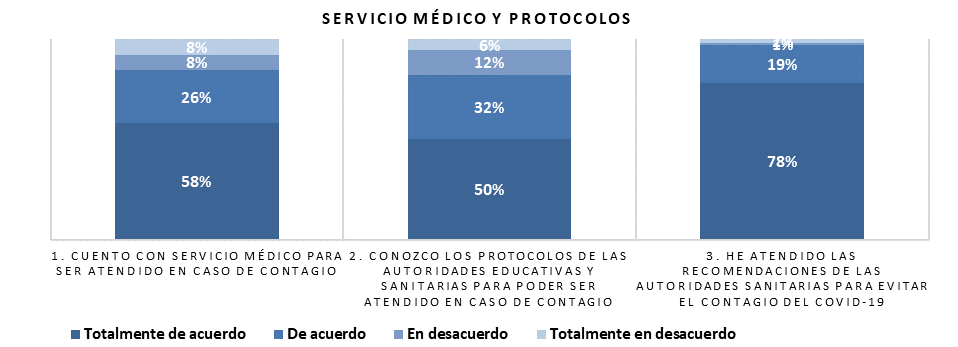 SERVICIO MÉDICO Y PROTOCOLOS
8%
6%
8%
12%
1%
26%
32%
19%
58%
50%
78%
1. CUENTO CON SERVICIO MÉDICO PARA
SER ATENDIDO EN CASO DE CONTAGIO
2. CONOZCO LOS PROTOCOLOS DE LAS
AUTORIDADES EDUCATIVAS Y
SANITARIAS PARA PODER SER
ATENDIDO EN CASO DE CONTAGIO
3. HE ATENDIDO LAS
RECOMENDACIONES DE LAS
AUTORIDADES SANITARIAS PARA EVITAR
EL CONTAGIO DEL COVID-19
Totalmente de acuerdo
De acuerdo
En desacuerdo
Totalmente en desacuerdo